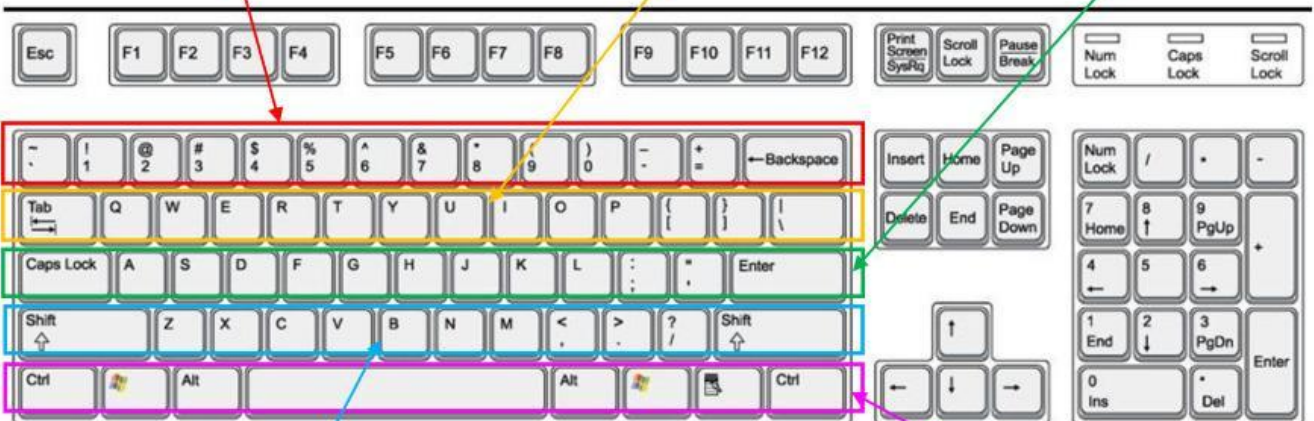 Esc F1 F2 F3 F4 F5 F6 F7 F8 F9 F10 F11 F12 Print Screen SysRq Scroll Lock Pause Break Num Lock Caps Lock Scroll Lock
~ ` ! 1 @ 2 # 3 $ 4 % 5 ^ 6 & 7 * 8 ( 9 ) 0 _ - + = ←Backspace Insert Home Page Up Num Lock / * -
Tab Q W E R T Y U I O P { [ } ] | \ Delete End Page Down 7 Home 8 ↑ 9 PgUp +
Caps Lock A S D F G H J K L : ; " ' Enter 4 ← 5 6 →
Shift Z X C V B N M < , > . ? / Shift ↑ 1 End 2 ↓ 3 PgDn Enter
Ctrl Alt Alt Ctrl ← ↓ → 0 Ins . Del